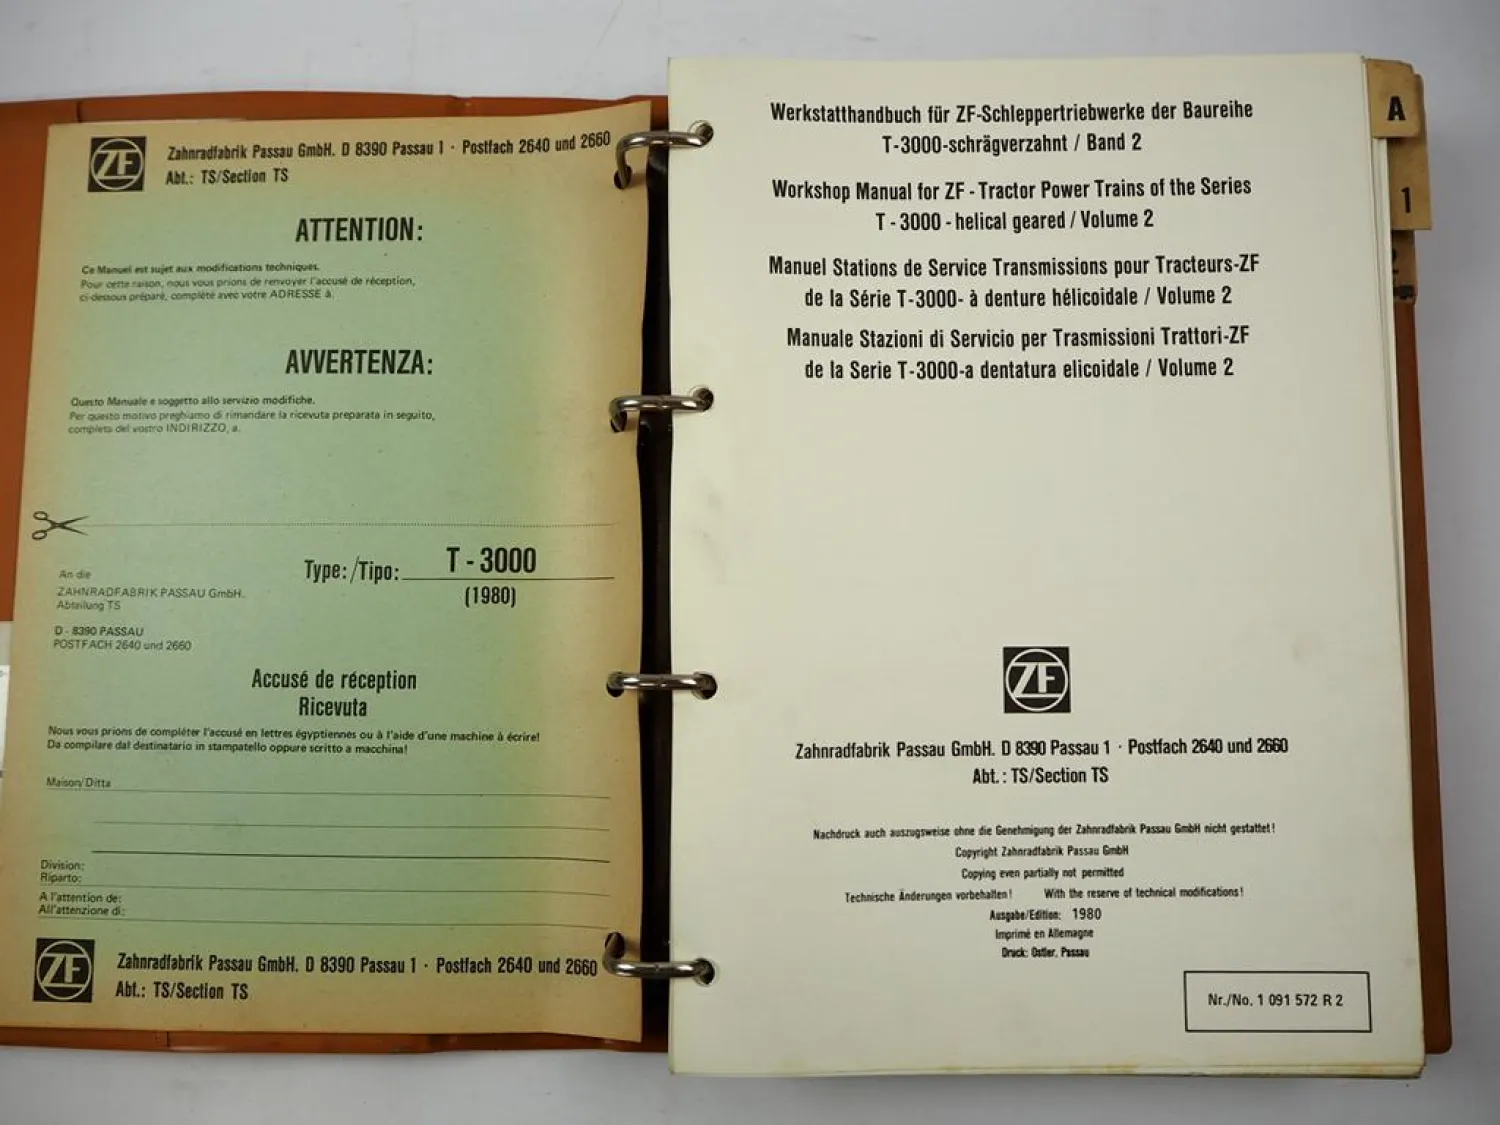 ZF
Zahnradfabrik Passau GmbH. D 8390 Passau 1 · Postfach 2640 und 2660
Abt.: TS/Section TS
ATTENTION:
Ce Manuel est sujet aux modifications techniques.
Pour cette raison, nous vous prions de renvoyer l'accusé de réception,
ci-dessous préparé, complété avec votre ADRESSE à.
AVVERTENZA:
Questo Manuale e soggetto allo servizio modifiche.
Per questo motivo preghiamo di rimandare la ricevuta preparata in seguito,
completa del vostro INDIRIZZO, a.
An die
ZAHNRADFABRIK PASSAU GmbH.
Abteilung TS
D - 8390 PASSAU
POSTFACH 2640 und 2660
Type:/Tipo: T - 3000
(1980)
Accusé de réception
Ricevuta
Nous vous prions de compléter l'accusé en lettres égyptiennes ou à l'aide d'une machine à écrire!
Da compilare dal destinatario in stampatello oppure scritto a macchina!
Maison/Ditta
Division:
Riparto:
A l'attention de:
All'attenzione di:
ZF
Zahnradfabrik Passau GmbH. D 8390 Passau 1 · Postfach 2640 und 2660
Abt.: TS/Section TS
Werkstatthandbuch für ZF-Schleppertriebwerke der Baureihe
T-3000-schrägverzahnt / Band 2
Workshop Manual for ZF - Tractor Power Trains of the Series
T - 3000 - helical geared / Volume 2
Manuel Stations de Service Transmissions pour Tracteurs-ZF
de la Série T-3000- à denture hélicoidale / Volume 2
Manuale Stazioni di Servicio per Trasmissioni Trattori-ZF
de la Serie T-3000-a dentatura elicoidale / Volume 2
ZF
Zahnradfabrik Passau GmbH. D 8390 Passau 1 · Postfach 2640 und 2660
Abt.: TS/Section TS
Nachdruck auch auszugsweise ohne die Genehmigung der Zahnradfabrik Passau GmbH nicht gestattet!
Copyright Zahnradfabrik Passau GmbH
Copying even partially not permitted
Technische Änderungen vorbehalten! With the reserve of technical modifications!
Ausgabe/Edition: 1980
Imprimé en Allemagne
Druck: Ostler, Passau
Nr./No. 1 091 572 R 2
A
1
2